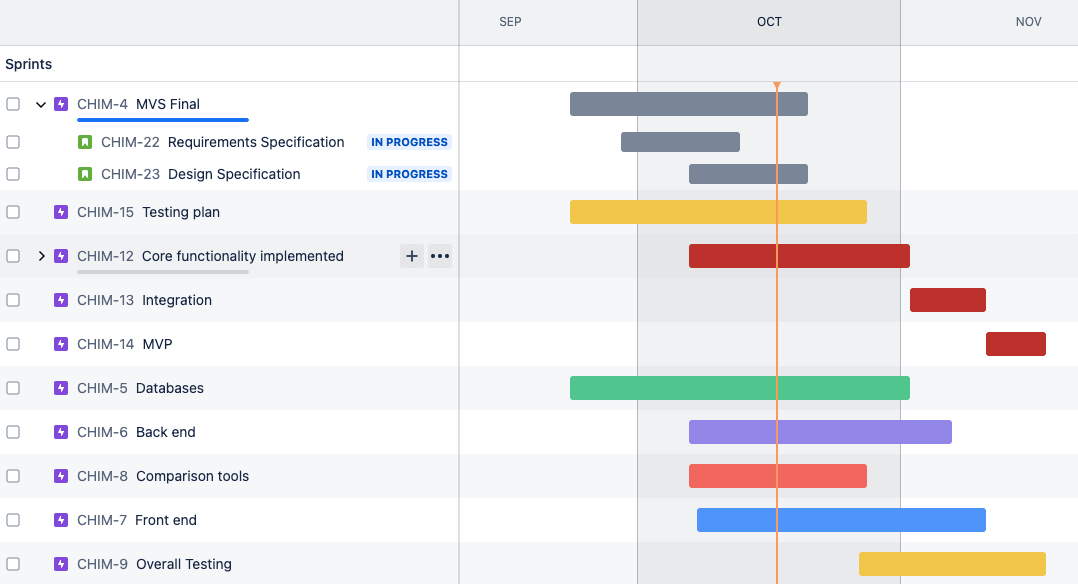 SEP OCT NOV
Sprints
CHIM-4 MVS Final
CHIM-22 Requirements Specification IN PROGRESS
CHIM-23 Design Specification IN PROGRESS
CHIM-15 Testing plan
CHIM-12 Core functionality implemented
CHIM-13 Integration
CHIM-14 MVP
CHIM-5 Databases
CHIM-6 Back end
CHIM-8 Comparison tools
CHIM-7 Front end
CHIM-9 Overall Testing